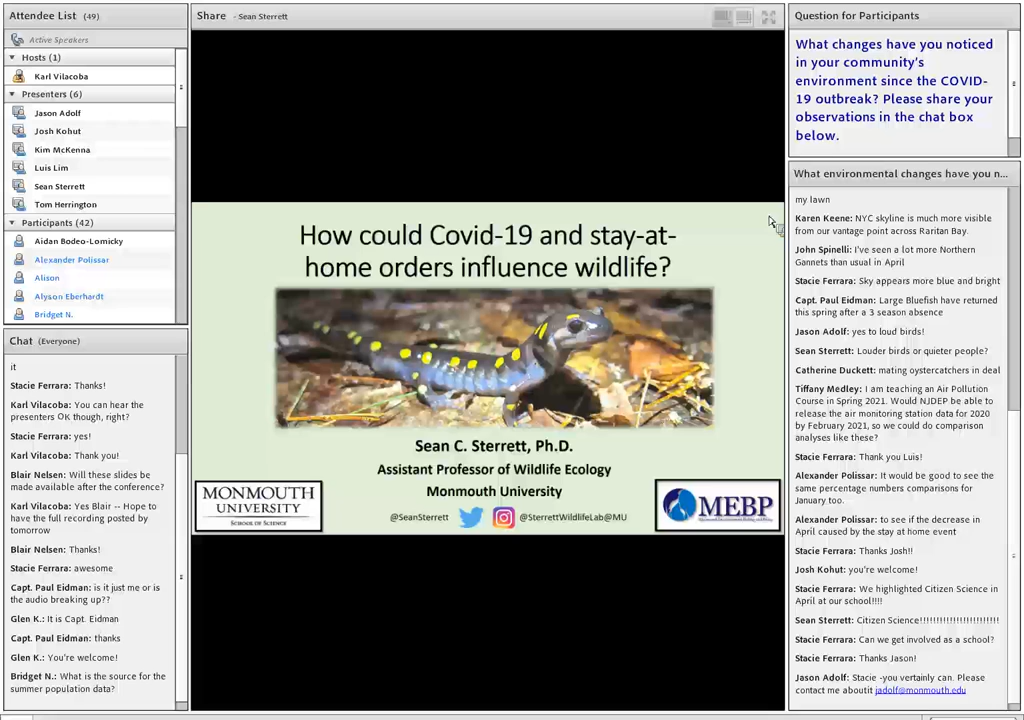 Attendee List (49)
Active Speakers
Hosts (1)
Karl Vilacoba
Presenters (6)
Jason Adolf
Josh Kohut
Kim McKenna
Luis Lim
Sean Sterrett
Tom Herrington
Participants (42)
Aidan Bodeo-Lomicky
Alexander Polissar
Alison
Alyson Eberhardt
Bridget N.
Chat (Everyone)
it
Stacie Ferrara: Thanks!
Karl Vilacoba: You can hear the
presenters OK though, right?
Stacie Ferrara: yes!
Karl Vilacoba: Thank you!
Blair Nelsen: Will these slides be
made available after the conference?
Karl Vilacoba: Yes Blair -- Hope to
have the full recording posted by
tomorrow
Blair Nelsen: Thanks!
Stacie Ferrara: awesome
Capt. Paul Eidman: is it just me or is
the audio breaking up??
Glen K.: It is Capt. Eidman
Capt. Paul Eidman: thanks
Glen K.: You're welcome!
Bridget N.: What is the source for the
summer population data?
Share - Sean Sterrett
How could Covid-19 and stay-at-
home orders influence wildlife?
Sean C. Sterrett, Ph.D.
Assistant Professor of Wildlife Ecology
Monmouth University
MONMOUTH
UNIVERSITY
SCHOOL OF SCIENCE
@SeanSterrett
@SterrettWildlifeLab@MU
MEBP
Question for Participants
What changes have you noticed
in your community's
environment since the COVID-
19 outbreak? Please share your
observations in the chat box
below.
What environmental changes have you n...
my lawn
Karen Keene: NYC skyline is much more visible
from our vantage point across
Raritan Bay.
John Spinelli: I've seen a lot more Northern
Gannets than usual in April
Stacie Ferrara: Sky appears more blue and bright
Capt. Paul Eidman: Large Bluefish have returned
this spring after a 3 season absence
Jason Adolf: yes to loud birds!
Sean Sterrett: Louder birds or quieter people?
Catherine Duckett: mating oystercatchers in deal
Tiffany Medley: I am teaching an Air Pollution
Course in Spring 2021. Would NJDEP be able to
release the air monitoring station data for 2020
by February 2021, so we could do comparison
analyses like these?
Stacie Ferrara: Thank you Luis!
Alexander Polissar: It would be good to see the
same percentage numbers comparisons for
January too.
Alexander Polissar: to see if the decrease in
April caused by the stay at home event
Stacie Ferrara: Thanks Josh!!
Josh Kohut: you're welcome!
Stacie Ferrara: We highlighted Citizen Science in
April at our school!!!!
Sean Sterrett: Citizen Science!!!!!!!!!!!!!!!!!!!!!!!!
Stacie Ferrara: Can we get involved as a school?
Stacie Ferrara: Thanks Jason!
Jason Adolf: Stacie -you vertainly can. Please
contact me aboutit jadolf@monmouth.edu